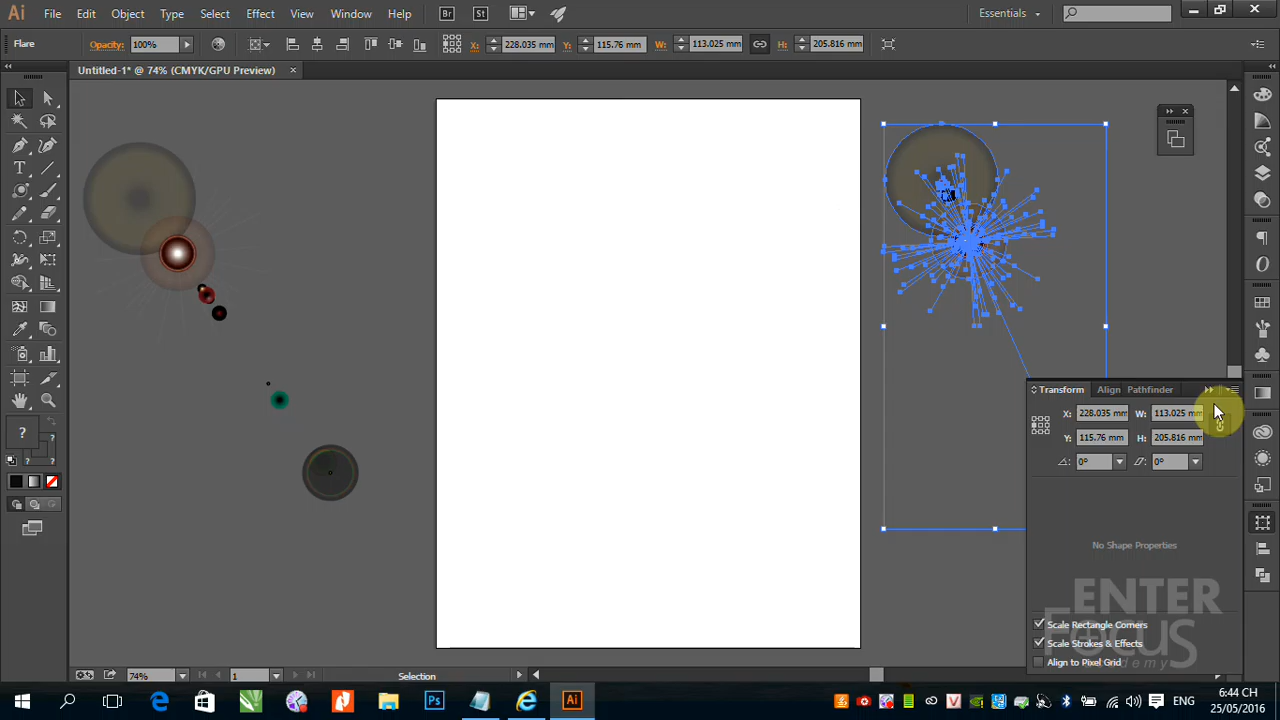 Ai File Edit Object Type Select Effect View Window Help Br St Essentials
Flare Opacity: 100% X: 228.035 mm Y: 115.76 mm W: 113.025 mm H: 205.816 mm
Untitled-1* @ 74% (CMYK/GPU Preview) ×
Transform Align Pathfinder
X: 228.035 mm W: 113.025 mm
Y: 115.76 mm H: 205.816 mm
0° 0°
No Shape Properties
ENTER
FOCUS
Scale Rectangle Corners
Scale Strokes & Effects
Align to Pixel Grid
74% 1 Selection
Ps Ai ENG 6:44 CH
25/05/2016